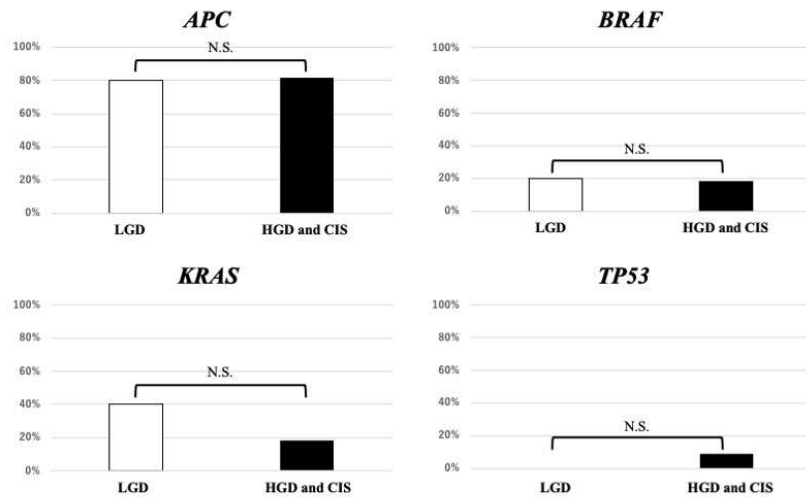 APC
100%
N.S.
80%
60%
40%
20%
0%
LGD
HGD and CIS
BRAF
100%
80%
60%
40%
N.S.
20%
0%
LGD
HGD and CIS
KRAS
100%
80%
60%
N.S.
40%
20%
0%
LGD
HGD and CIS
TP53
100%
80%
60%
40%
N.S.
20%
0%
LGD
HGD and CIS